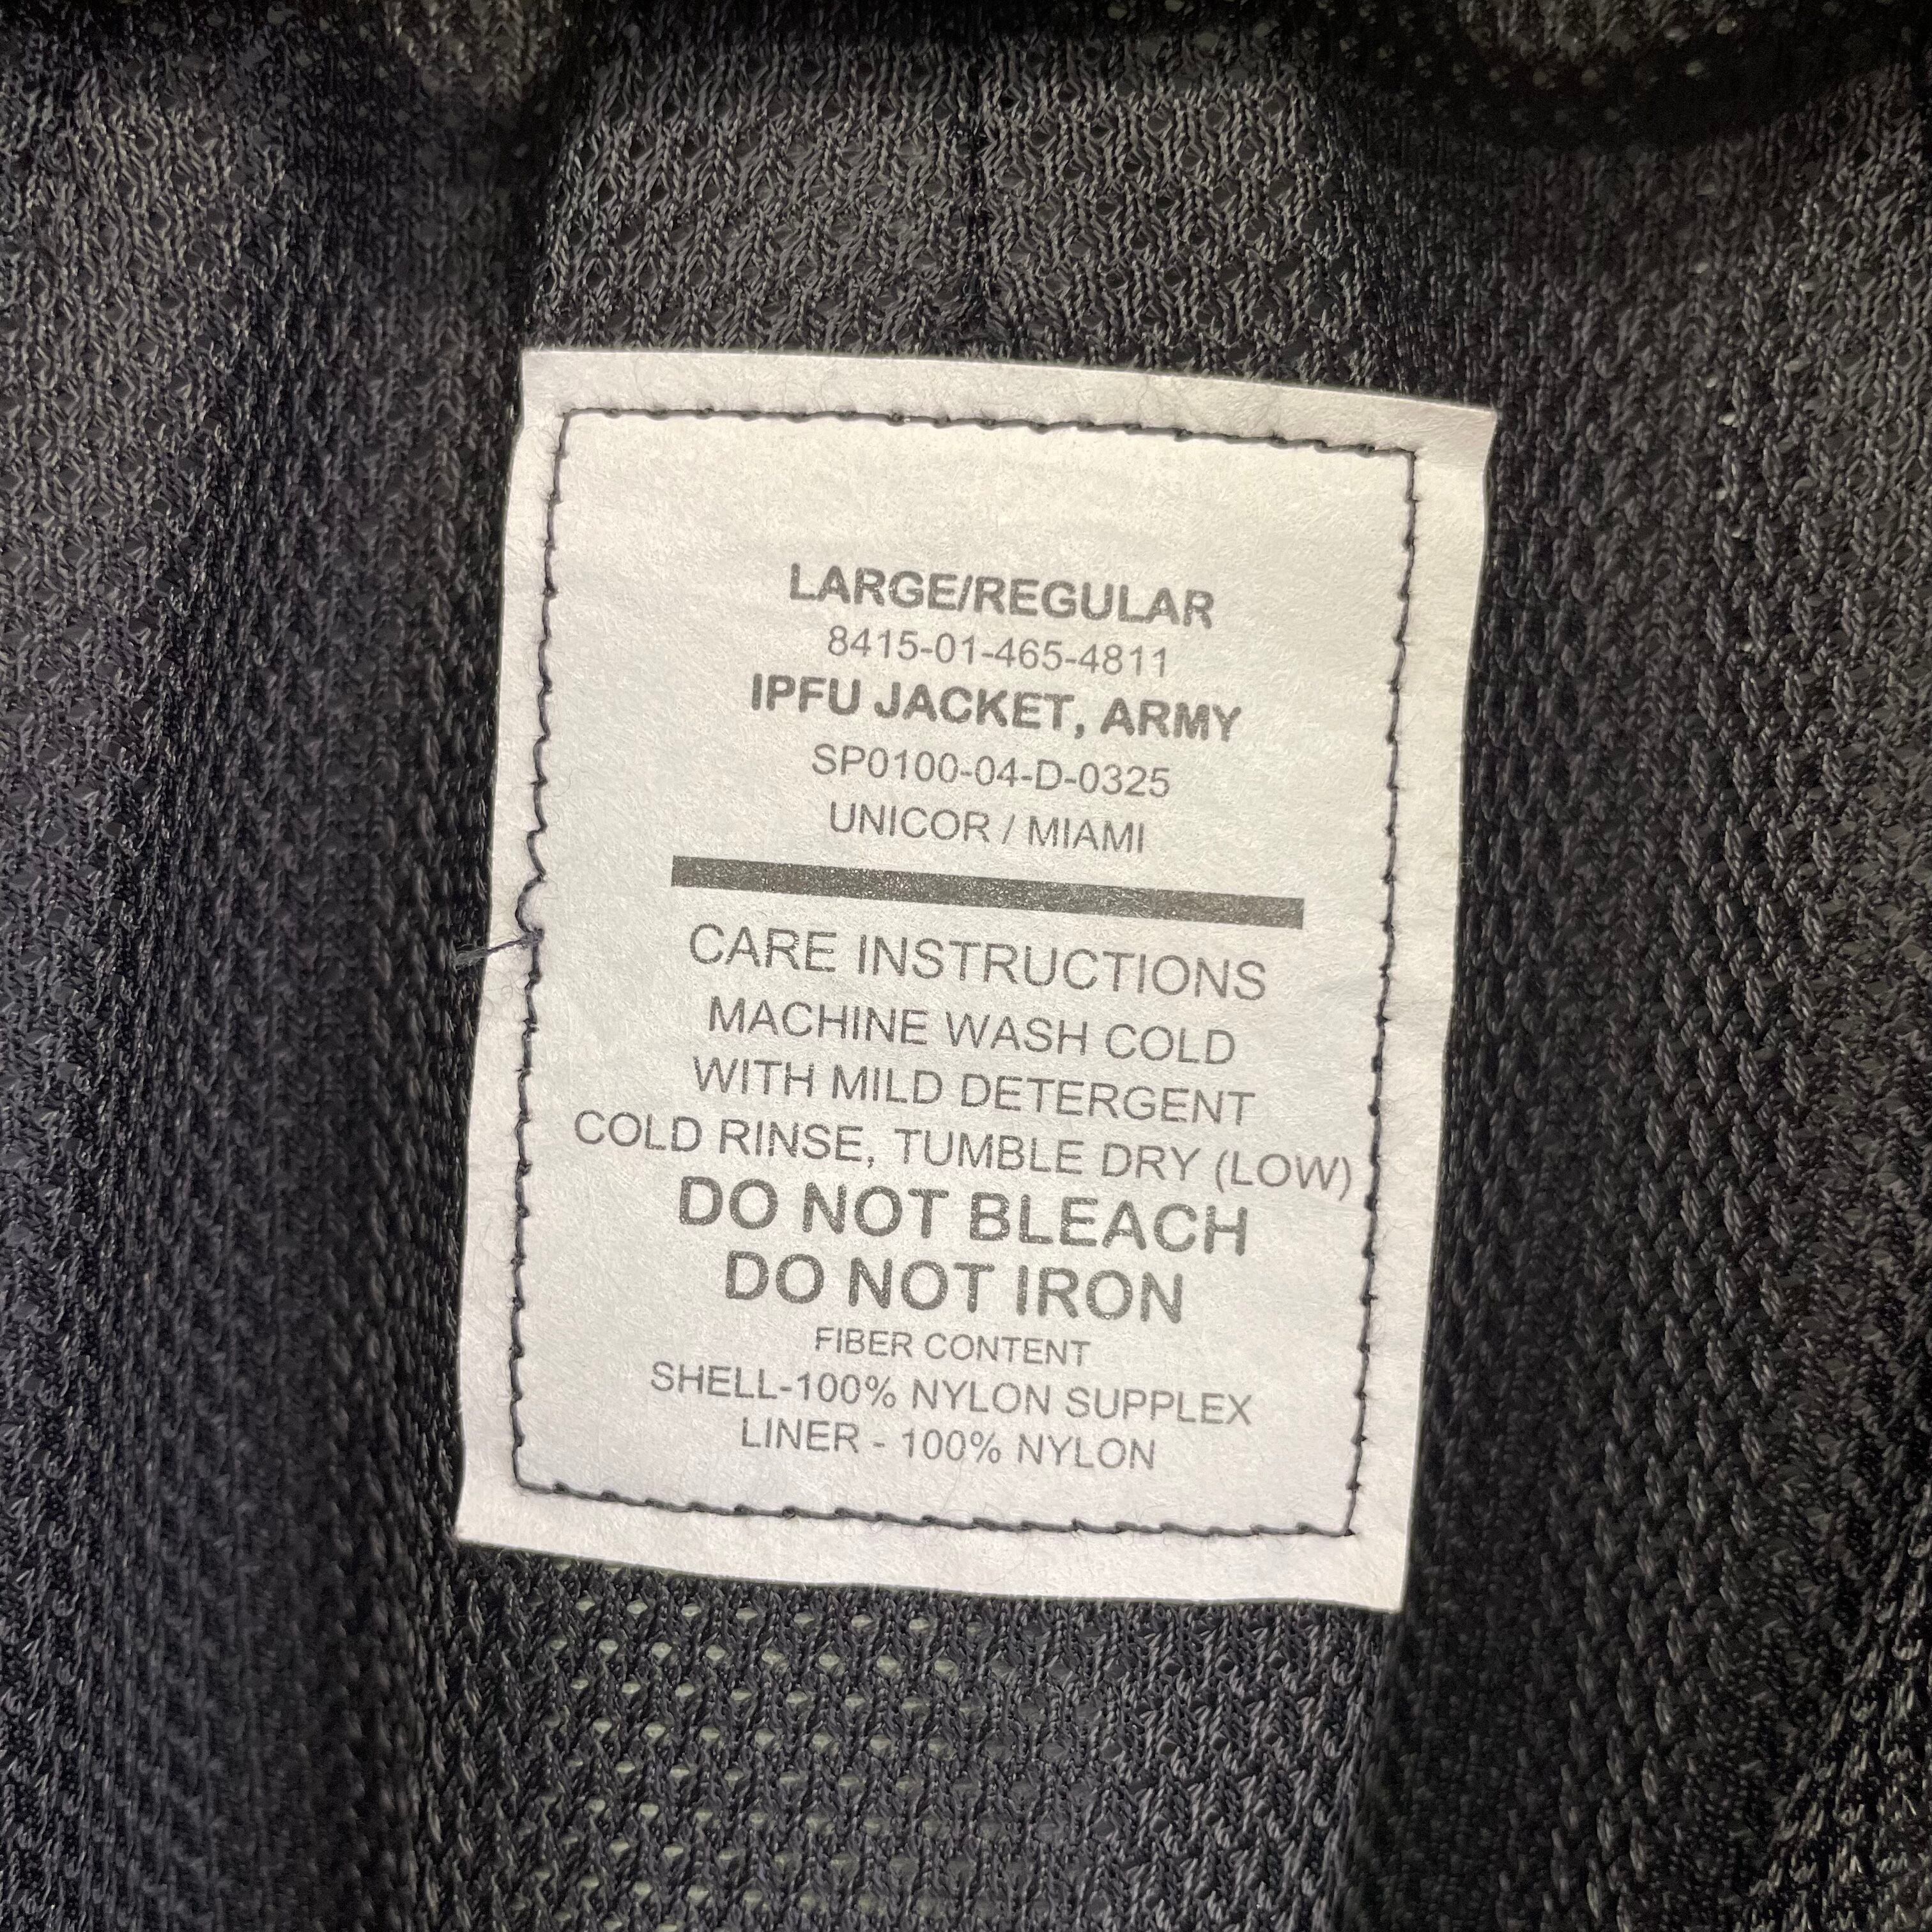 LARGE/REGULAR
8415-01-465-4811
IPFU JACKET, ARMY
SP0100-04-D-0325
UNICOR / MIAMI
CARE INSTRUCTIONS
MACHINE WASH COLD
WITH MILD DETERGENT
COLD RINSE, TUMBLE DRY (LOW)
DO NOT BLEACH
DO NOT IRON
FIBER CONTENT
SHELL-100% NYLON SUPPLEX
LINER - 100% NYLON